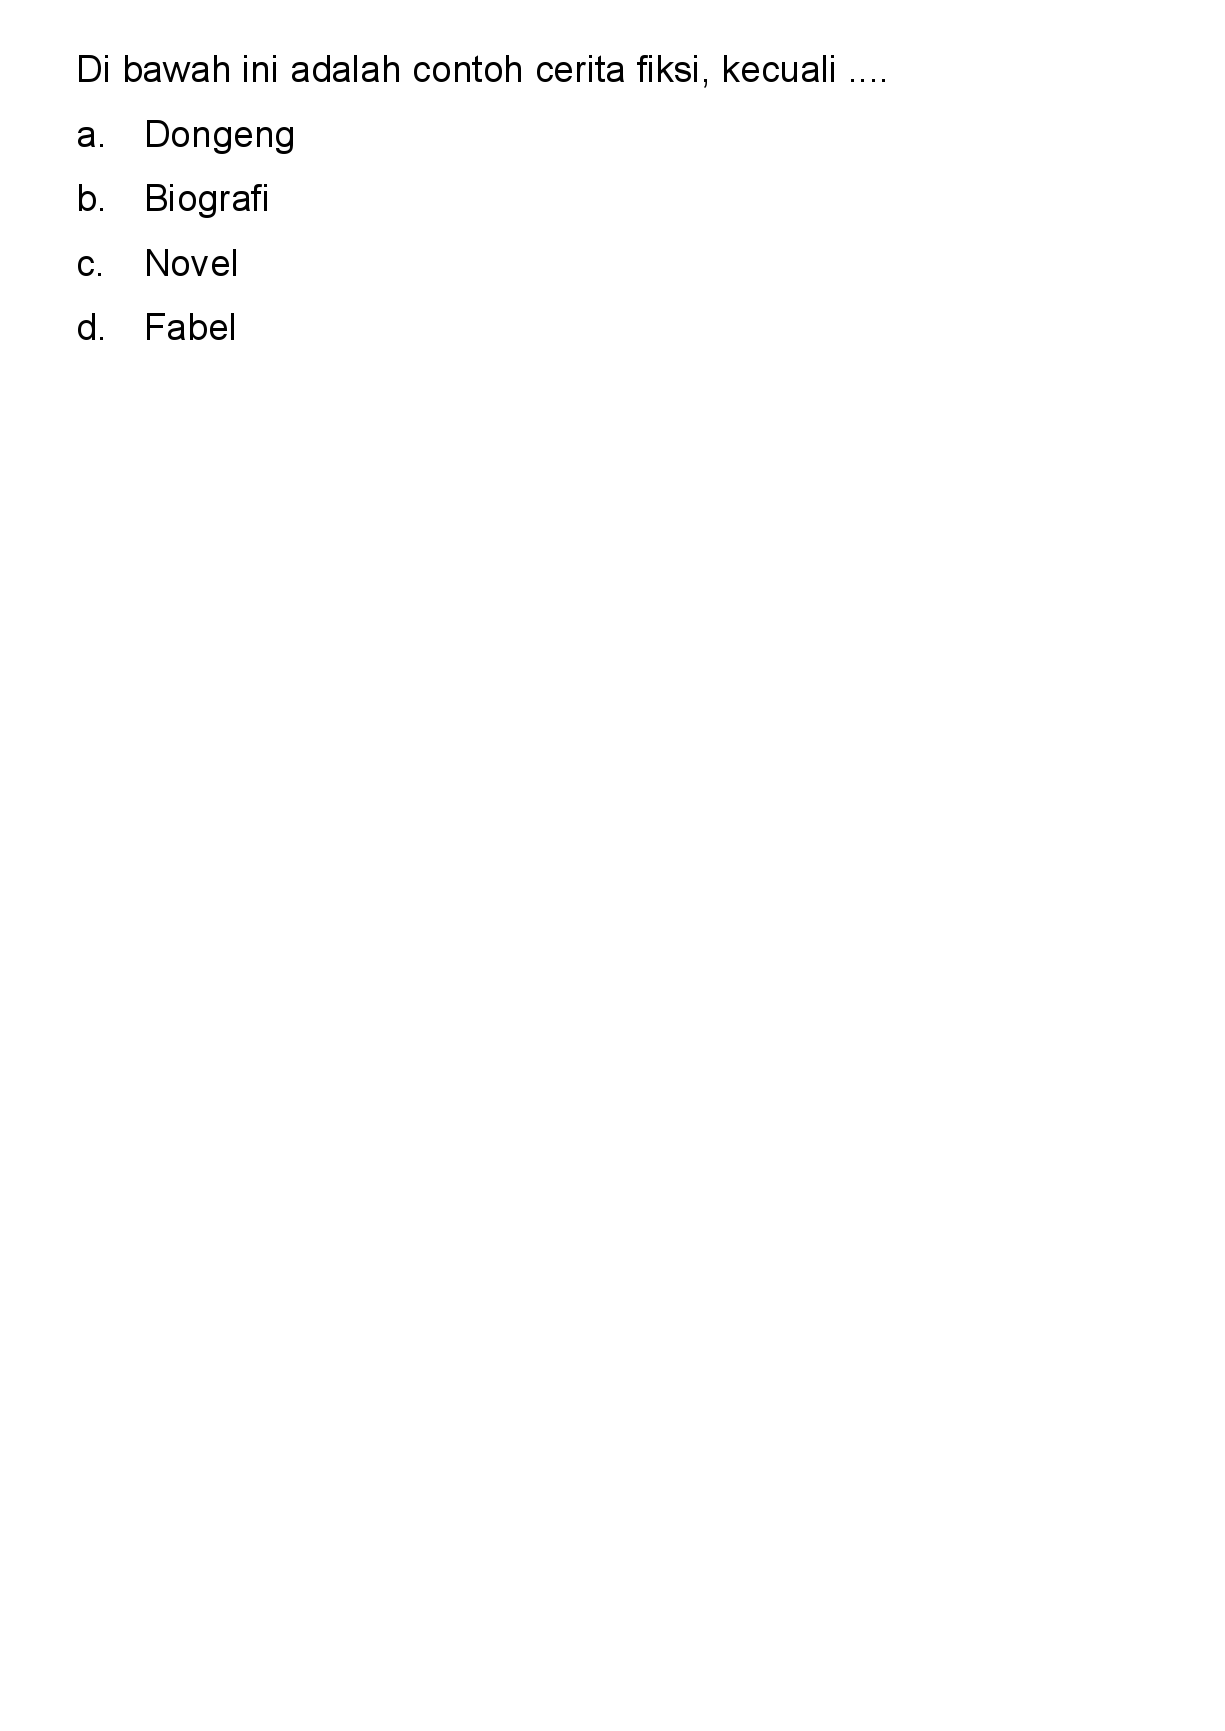 Di bawah ini adalah contoh cerita fiksi, kecuali ....
a. Dongeng
b. Biografi
c. Novel
d. Fabel